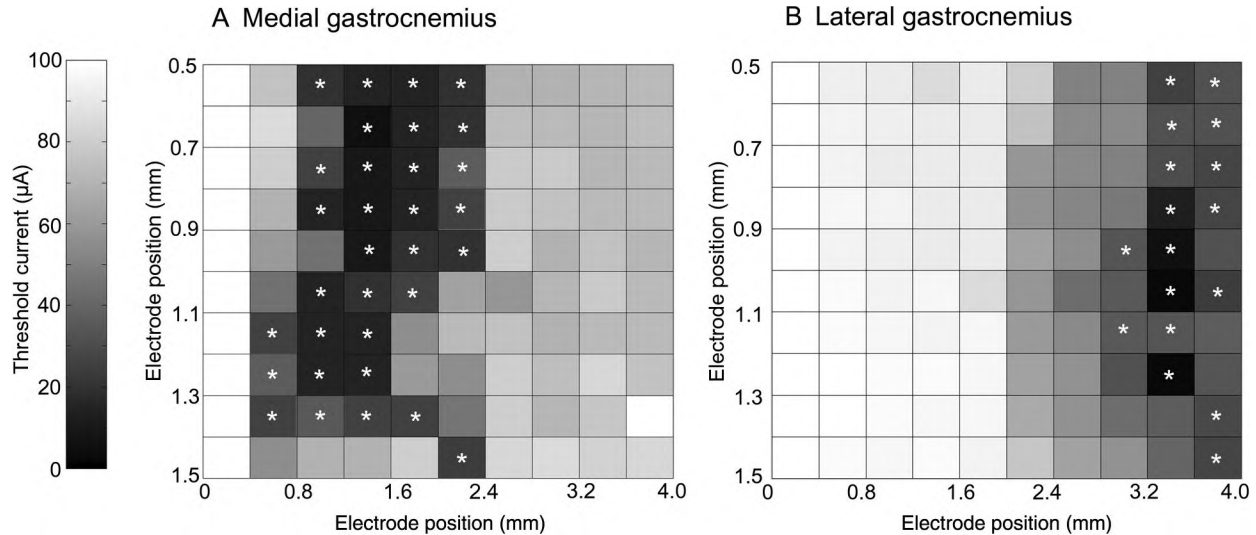 A Medial gastrocnemius
B Lateral gastrocnemius
Threshold current (µA)
100
80
60
40
20
0
Electrode position (mm)
0.5
0.7
0.9
1.1
1.3
1.5
* * * *
* * *
* * * *
* * * *
* * *
* * *
* * *
* * *
* * * *
*
0 0.8 1.6 2.4 3.2 4.0
Electrode position (mm)
Electrode position (mm)
0.5
0.7
0.9
1.1
1.3
1.5
* *
* *
* *
* *
* *
* *
* *
*
*
*
0 0.8 1.6 2.4 3.2 4.0
Electrode position (mm)